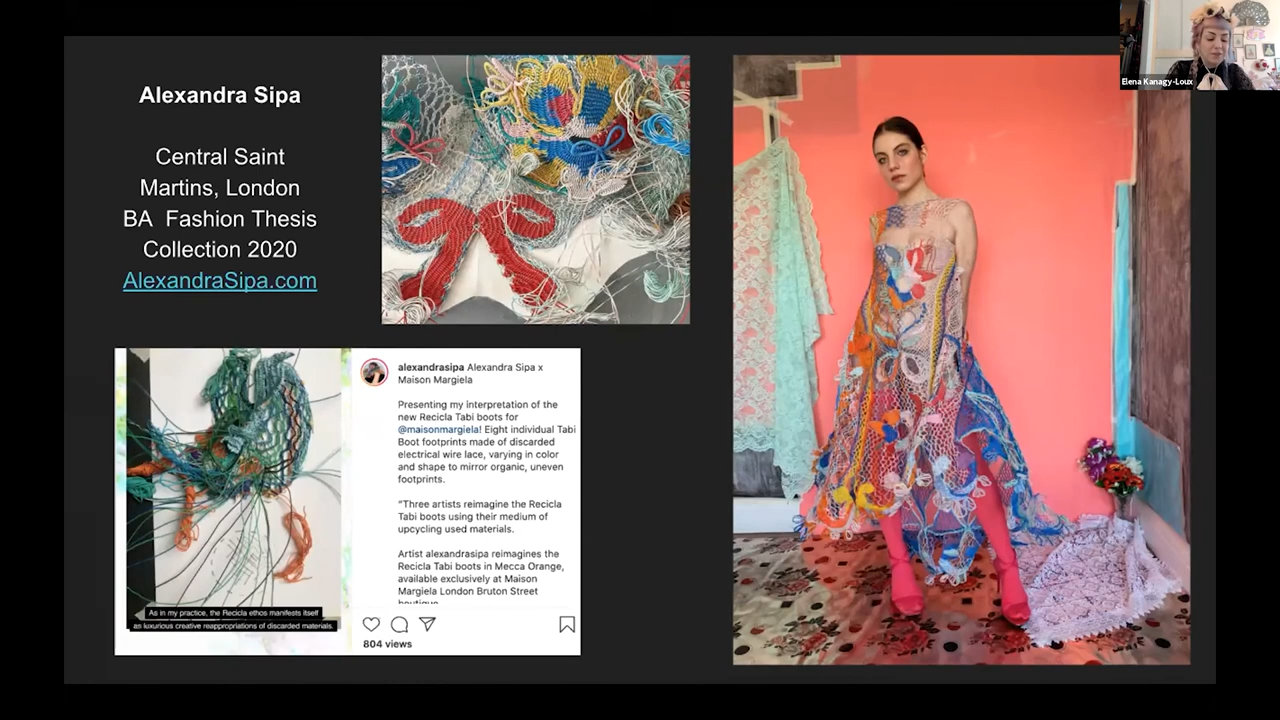 Alexandra Sipa
Central Saint
Martins, London
BA Fashion Thesis
Collection 2020
AlexandraSipa.com
Elena Kanagy-Loux
alexandrasipa Alexandra Sipa x
Maison Margiela
Presenting my interpretation of the
new Recicla Tabi boots for
@maisonmargiela! Eight individual Tabi
Boot footprints made of discarded
electrical wire lace, varying in color
and shape to mirror organic, uneven
footprints.
"Three artists reimagine the Recicla
Tabi boots using their medium of
upcycling used materials.
Artist alexandrasipa reimagines the
Recicla Tabi boots in Mecca Orange,
available exclusively at Maison
Margiela London Bruton Street
boutique
804 views
As in my practice, the Recicla ethos manifests itself
as luxurious creative reappropriations of discarded materials.